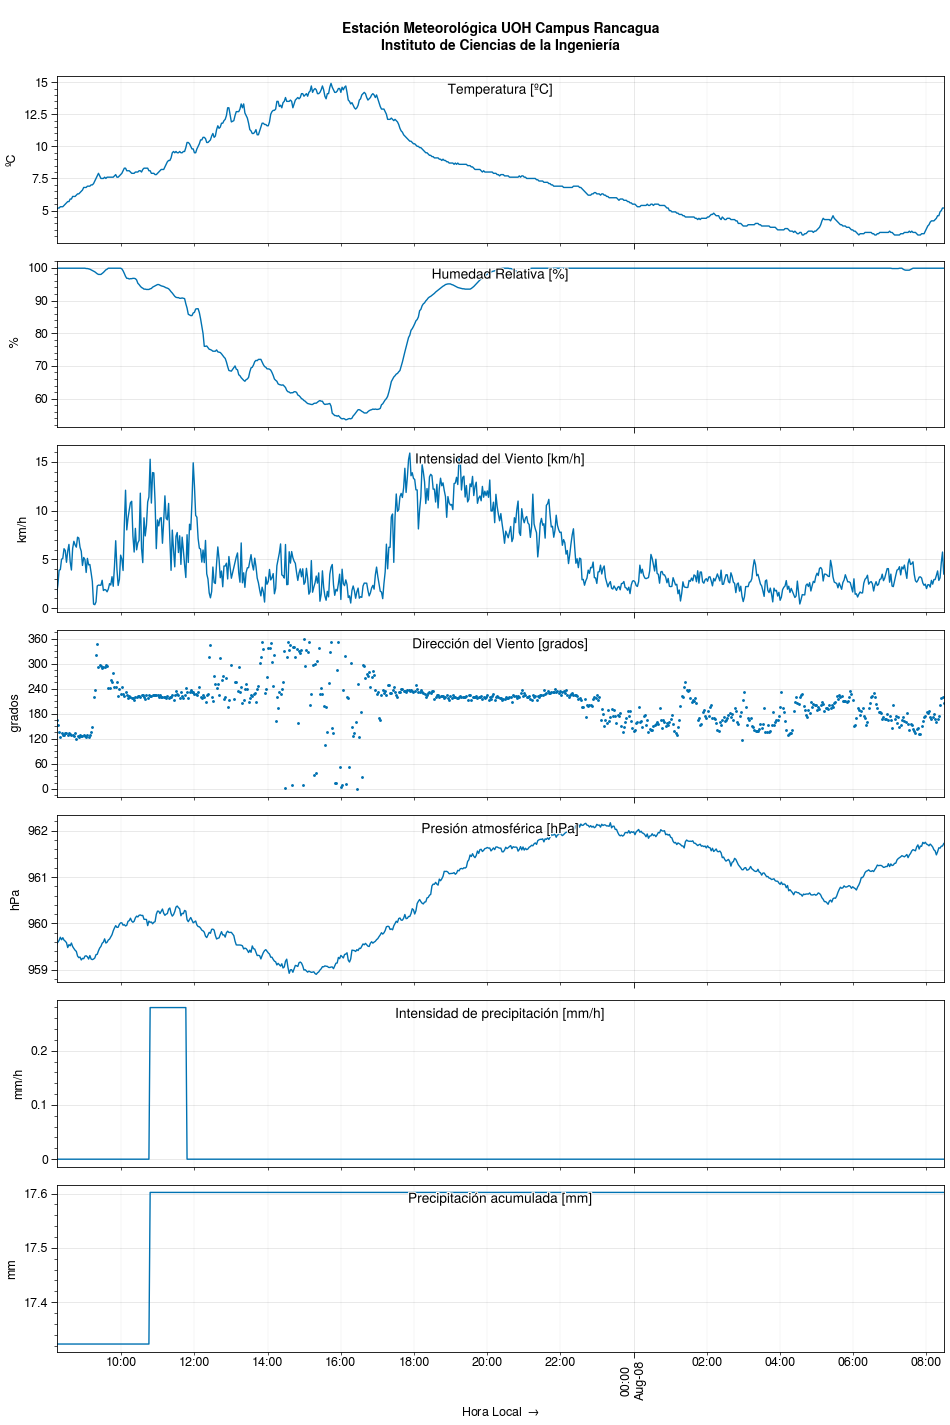 Estación Meteorológica UOH Campus Rancagua
Instituto de Ciencias de la Ingeniería
Temperatura [ºC]
15
12.5
10
7.5
5
ºC
Humedad Relativa [%]
100
90
80
70
60
%
Intensidad del Viento [km/h]
15
10
5
0
km/h
Dirección del Viento [grados]
360
300
240
180
120
60
0
grados
Presión atmosférica [hPa]
962
961
960
959
hPa
Intensidad de precipitación [mm/h]
0.2
0.1
0
mm/h
Precipitación acumulada [mm]
17.6
17.5
17.4
mm
10:00 12:00 14:00 16:00 18:00 20:00 22:00 00:00 02:00 04:00 06:00 08:00
Aug-08
Hora Local →